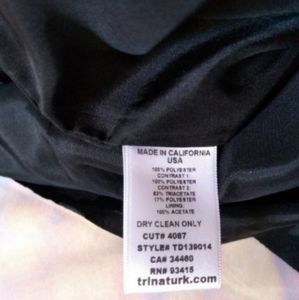 MADE IN CALIFORNIA
USA
100% POLYESTER
CONTRAST 1:
100% POLYESTER
CONTRAST 2:
83% TRIACETATE
17% POLYESTER
LINING:
100% ACETATE
DRY CLEAN ONLY
CUT# 4087
STYLE# TD139014
CA# 34460
RN# 93415
trinaturk.com